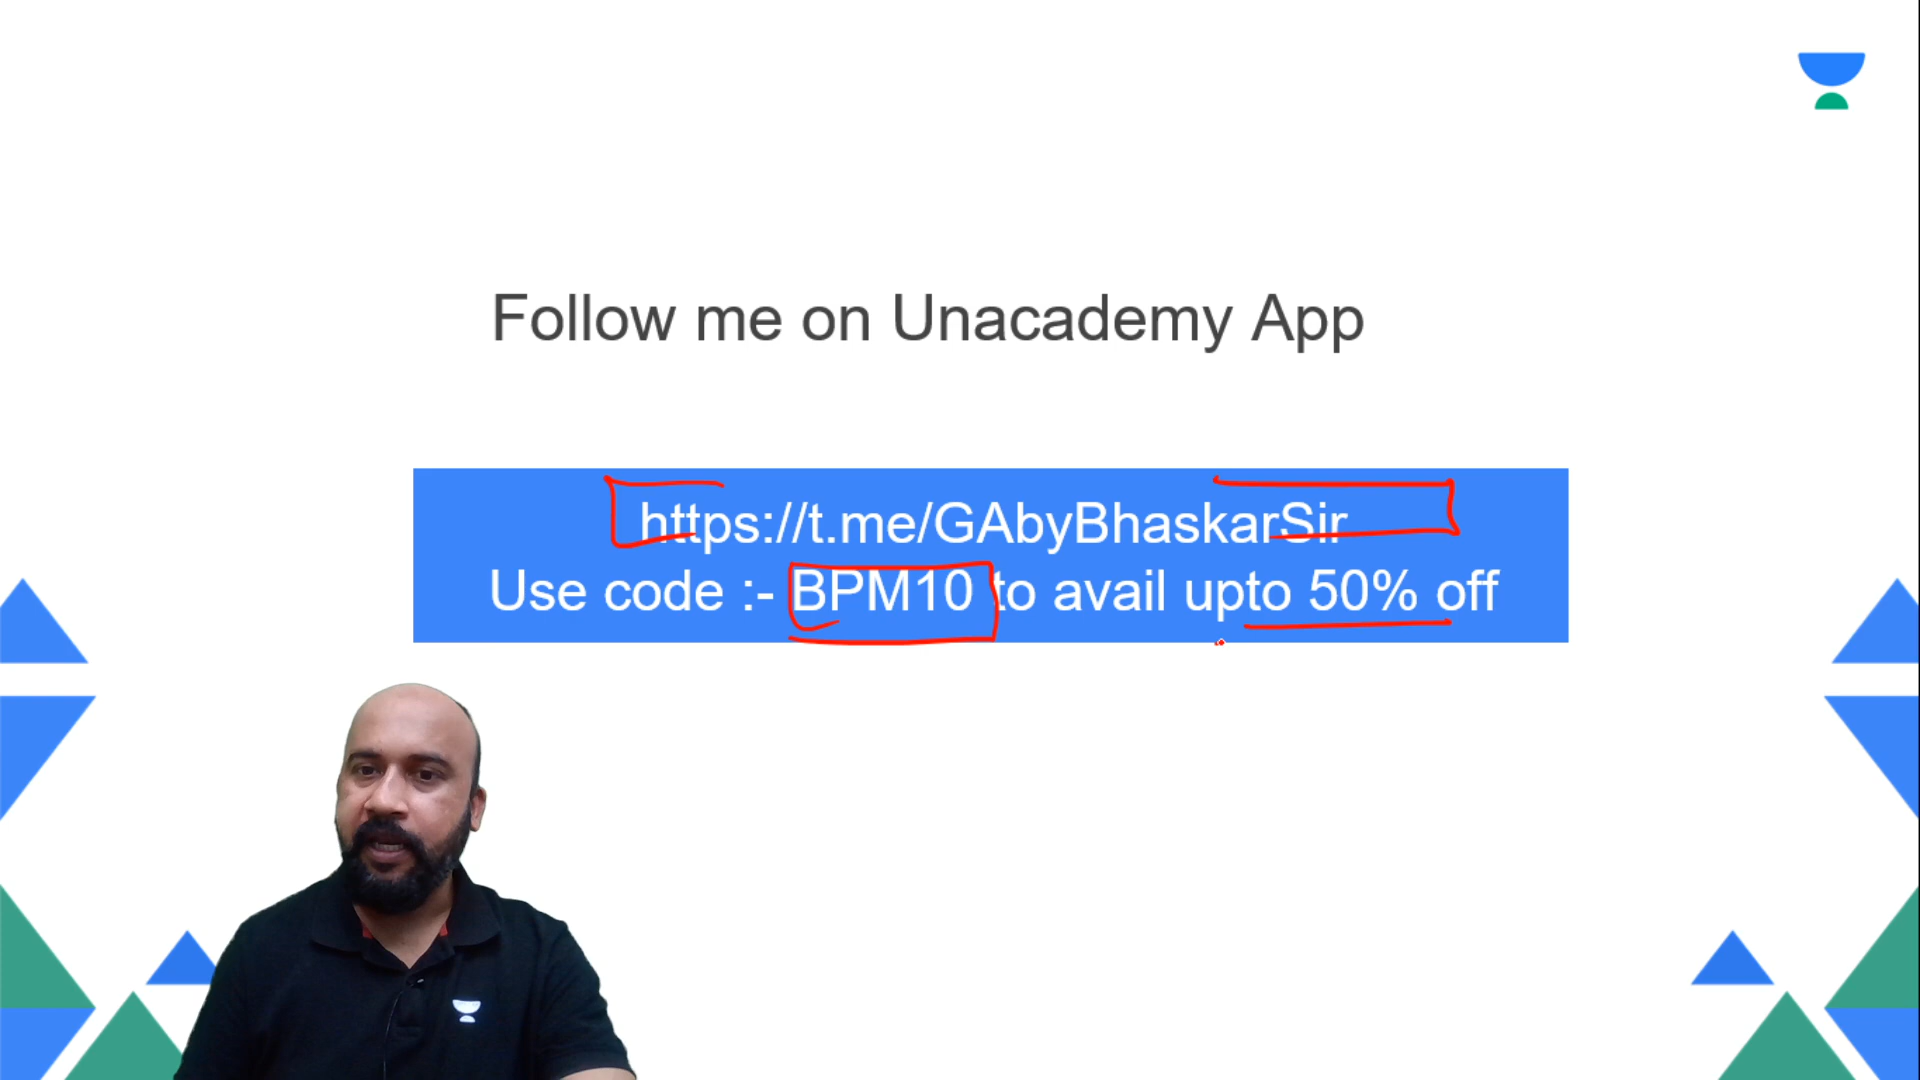 Follow me on Unacademy App
https://t.me/GAbyBhaskarSir
Use code :- BPM10 to avail upto 50% off